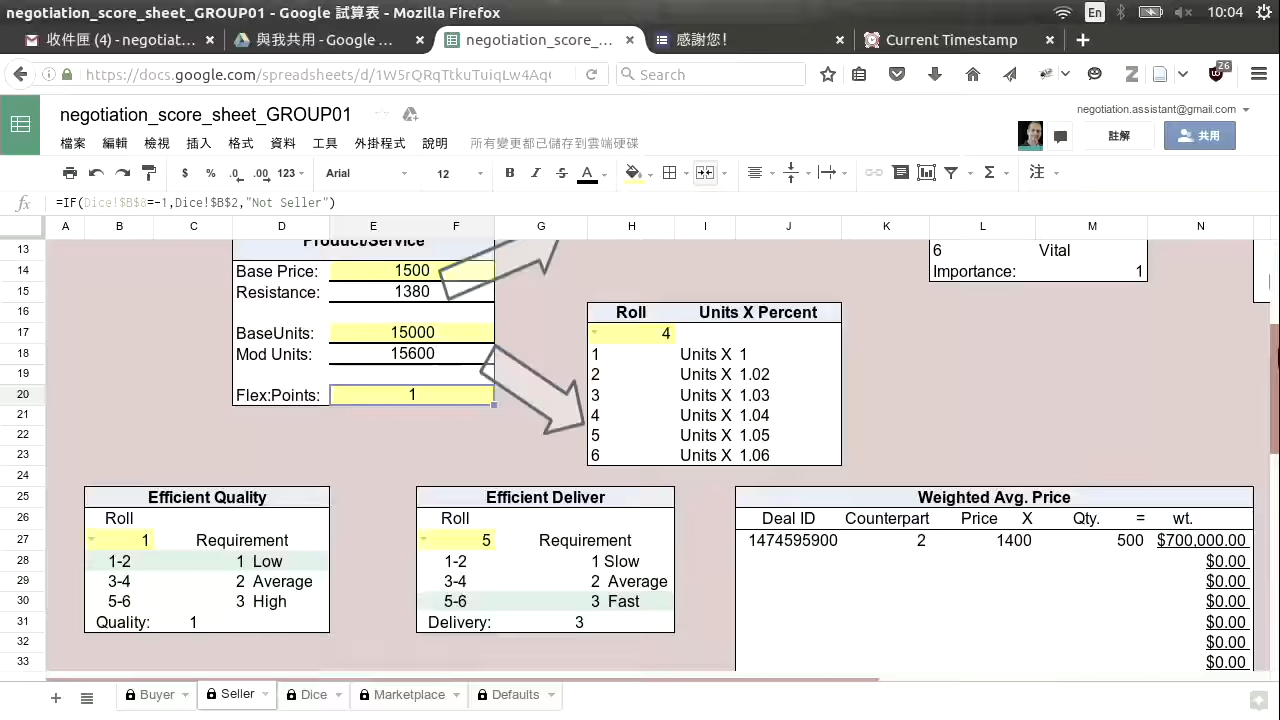 negotiation_score_sheet_GROUP01 - Google 試算表 - Mozilla Firefox
En
10:04
收件匣 (4) - negotiat...
與我共用 - Google ...
negotiation_score_sh...
感謝您!
Current Timestamp
Search
26
negotiation_score_sheet_GROUP01
negotiation.assistant@gmail.com
檔案 編輯 檢視 插入 格式 資料 工具 外掛程式 說明 所有變更都已儲存到雲端硬碟
註解
共用
$ % .0 .00 123 Arial 12 B I S A Σ 注
fx =IF(Dice!$B$8=-1,Dice!$B$2,"Not Seller")
A B C D E F G H I J K L M N
13 Product/Service 6 Vital
14 Base Price: 1500 Importance: 1
15 Resistance: 1380
16 Roll Units X Percent
17 BaseUnits: 15000 4
18 Mod Units: 15600 1 Units X 1
19 2 Units X 1.02
20 Flex:Points: 1 3 Units X 1.03
21 4 Units X 1.04
22 5 Units X 1.05
23 6 Units X 1.06
24
25 Efficient Quality Efficient Deliver Weighted Avg. Price
26 Roll Roll Deal ID Counterpart Price X Qty. = wt.
27 1 Requirement 5 Requirement 1474595900 2 1400 500 $700,000.00
28 1-2 1 Low 1-2 1 Slow $0.00
29 3-4 2 Average 3-4 2 Average $0.00
30 5-6 3 High 5-6 3 Fast $0.00
31 Quality: 1 Delivery: 3 $0.00
32 $0.00
33 $0.00
Buyer Seller Dice Marketplace Defaults